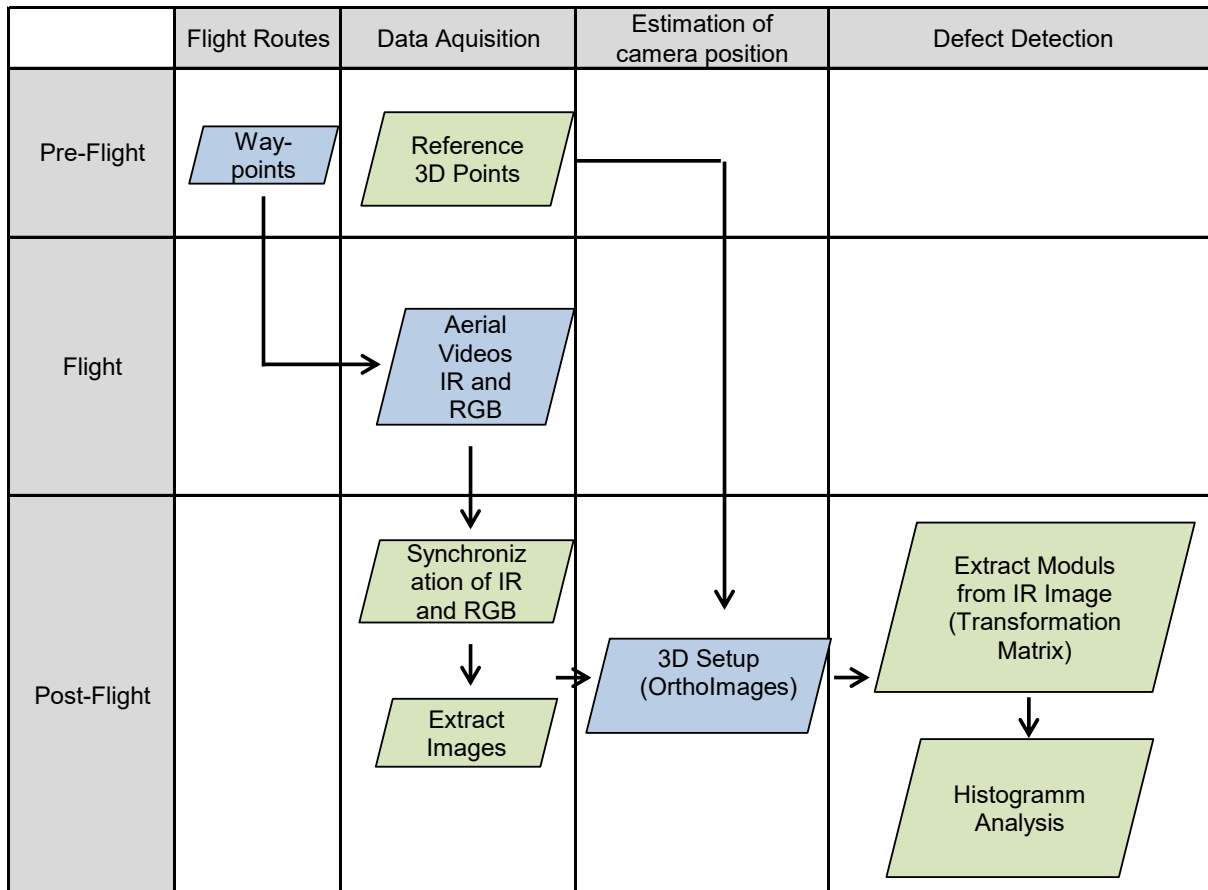 Flight Routes
Data Aquisition
Estimation of
camera position
Defect Detection
Pre-Flight
Way-
points
Reference
3D Points
Flight
Aerial
Videos
IR and
RGB
Post-Flight
Synchroniz
ation of IR
and RGB
Extract
Images
3D Setup
(OrthoImages)
Extract Moduls
from IR Image
(Transformation
Matrix)
Histogramm
Analysis